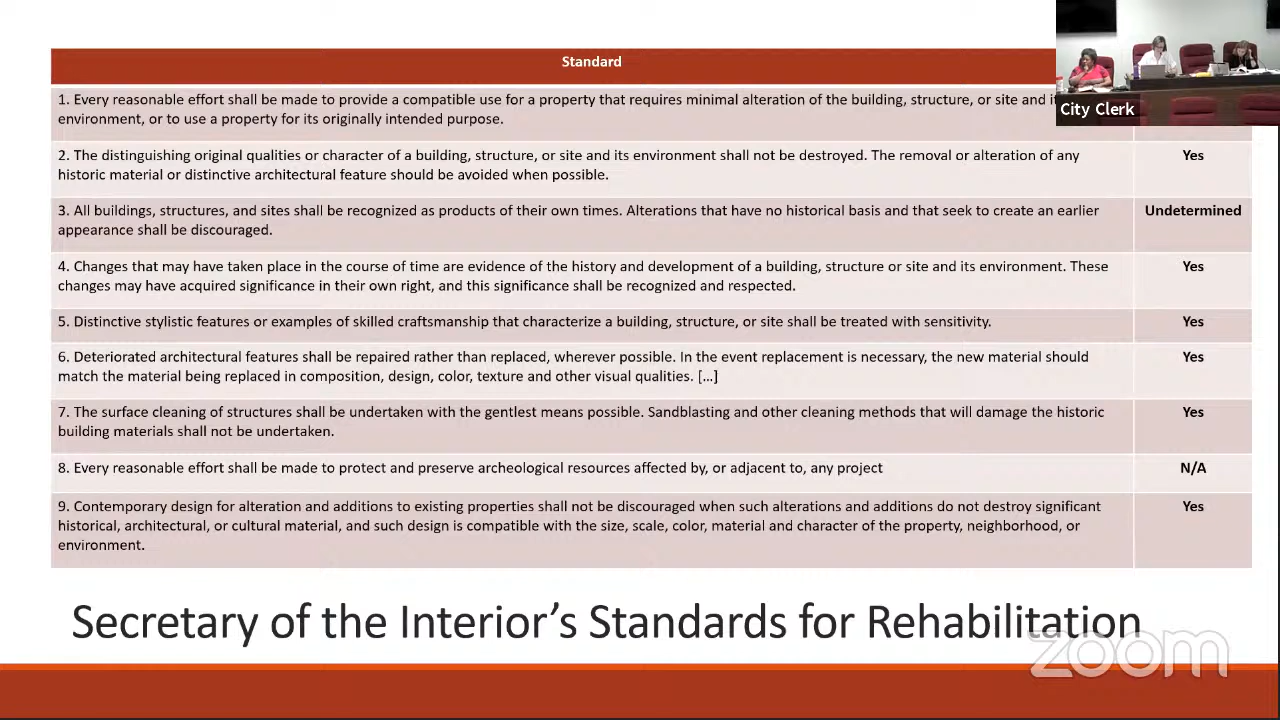 Standard
1. Every reasonable effort shall be made to provide a compatible use for a property that requires minimal alteration of the building, structure, or site and
environment, or to use a property for its originally intended purpose.
2. The distinguishing original qualities or character of a building, structure, or site and its environment shall not be destroyed. The removal or alteration of any
historic material or distinctive architectural feature should be avoided when possible.
Yes
3. All buildings, structures, and sites shall be recognized as products of their own times. Alterations that have no historical basis and that seek to create an earlier
appearance shall be discouraged.
Undetermined
4. Changes that may have taken place in the course of time are evidence of the history and development of a building, structure or site and its environment. These
changes may have acquired significance in their own right, and this significance shall be recognized and respected.
Yes
5. Distinctive stylistic features or examples of skilled craftsmanship that characterize a building, structure, or site shall be treated with sensitivity.
Yes
6. Deteriorated architectural features shall be repaired rather than replaced, wherever possible. In the event replacement is necessary, the new material should
match the material being replaced in composition, design, color, texture and other visual qualities. […]
Yes
7. The surface cleaning of structures shall be undertaken with the gentlest means possible. Sandblasting and other cleaning methods that will damage the historic
building materials shall not be undertaken.
Yes
8. Every reasonable effort shall be made to protect and preserve archeological resources affected by, or adjacent to, any project
N/A
9. Contemporary design for alteration and additions to existing properties shall not be discouraged when such alterations and additions do not destroy significant
historical, architectural, or cultural material, and such design is compatible with the size, scale, color, material and character of the property, neighborhood, or
environment.
Yes
Secretary of the Interior's Standards for Rehabilitation
City Clerk
zoom